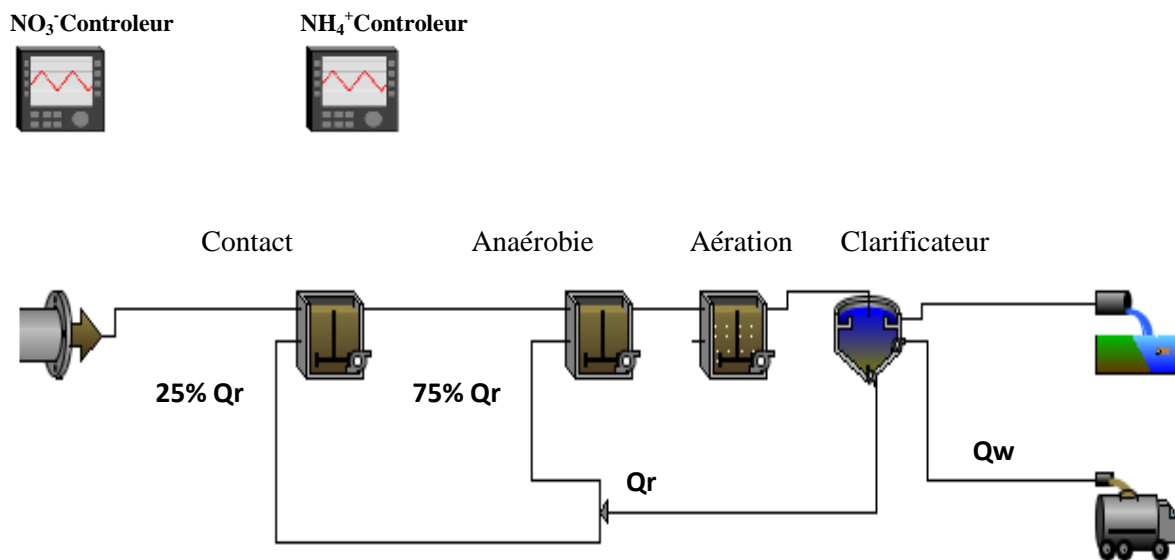 NO₃⁻Controleur
NH₄⁺Controleur
Contact
Anaérobie
Aération
Clarificateur
25% Qr
75% Qr
Qr
Qw